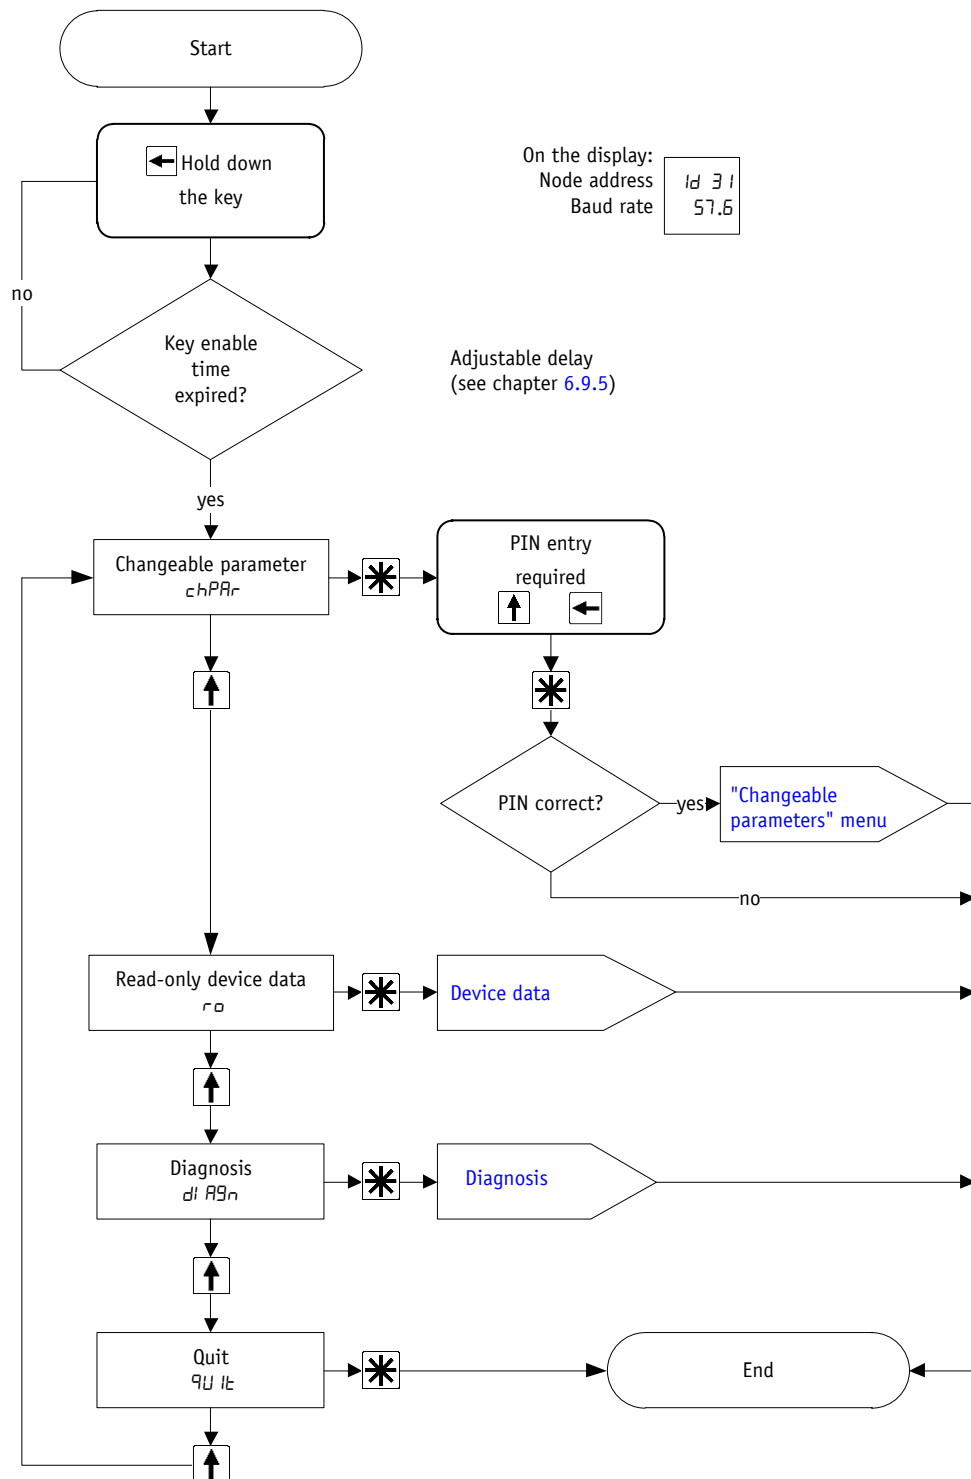 Start
Hold down
the key
On the display:
Node address
Baud rate
Id 31
57.6
no
Key enable
time
expired?
Adjustable delay
(see chapter 6.9.5)
yes
Changeable parameter
chPAr
PIN entry
required
PIN correct?
yes
"Changeable
parameters" menu
no
Read-only device data
ro
Device data
Diagnosis
dIAgn
Diagnosis
Quit
qUIt
End